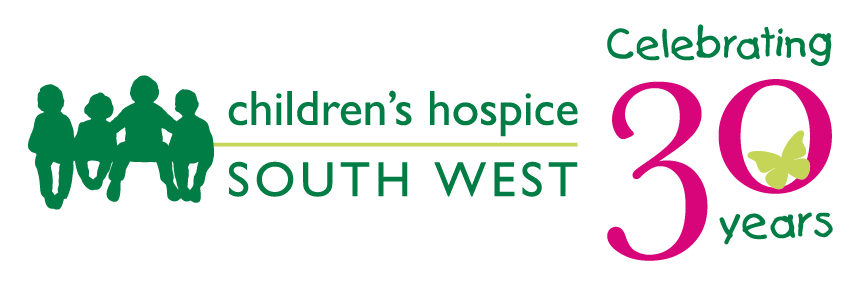 children's hospice
SOUTH WEST
Celebrating
30
years